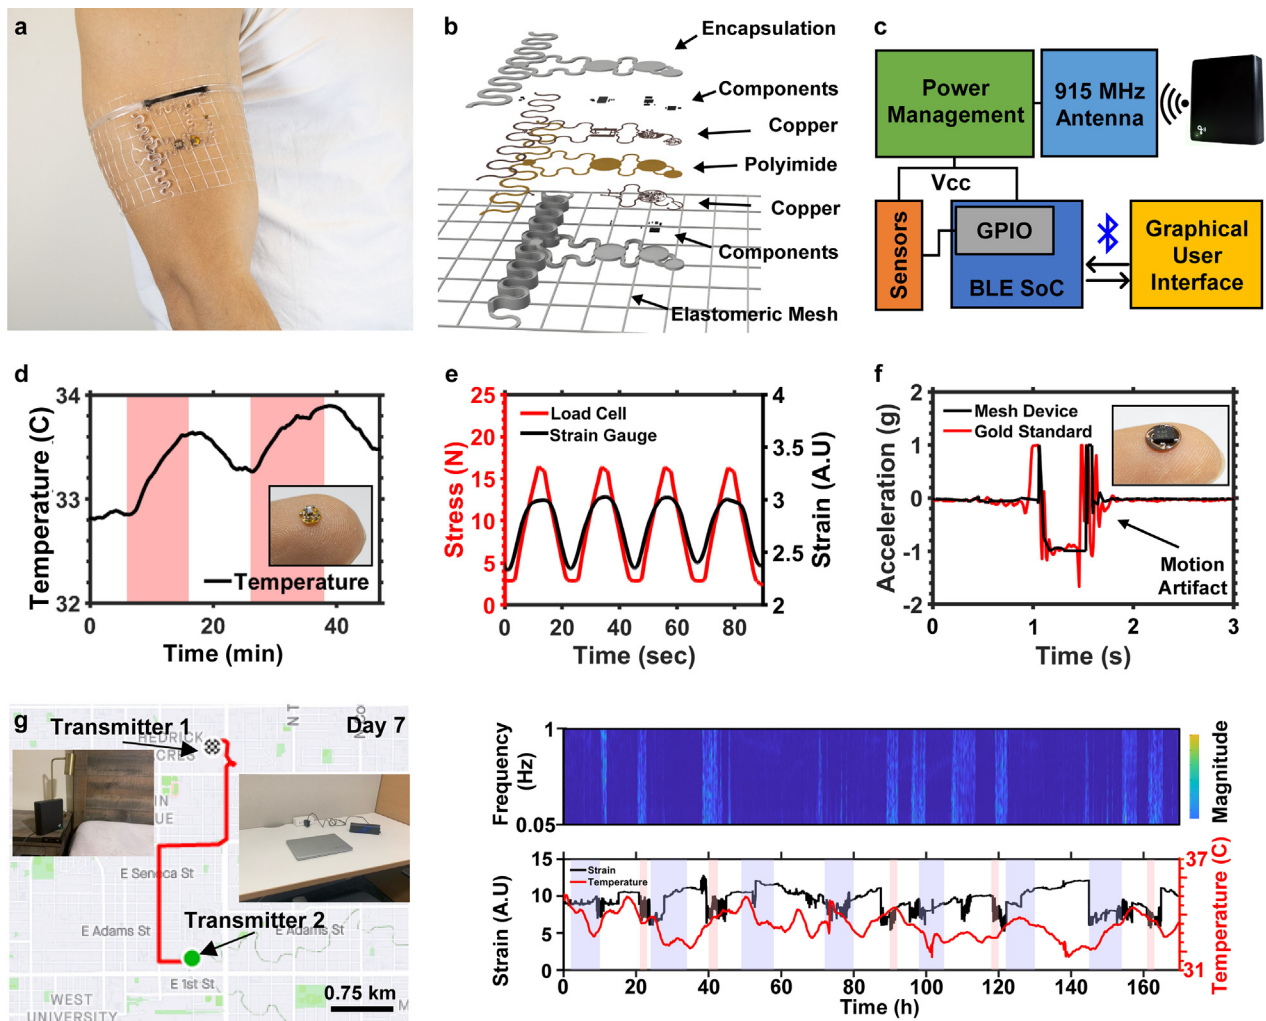 a
b
Encapsulation
Components
Copper
Polyimide
Copper
Components
Elastomeric Mesh
c
Power
Management
915 MHz
Antenna
Vcc
Sensors
GPIO
BLE SoC
Graphical
User
Interface
d
Temperature (C)
34
33
32
Temperature
0
20
40
Time (min)
e
Stress (N)
25
20
15
10
5
0
Load Cell
Strain Gauge
4
3.5
3
2.5
2
Strain (A.U)
0
20
40
60
80
Time (sec)
f
Acceleration (g)
2
1
0
-1
-2
Mesh Device
Gold Standard
Motion
Artifact
0
1
2
3
Time (s)
g
Transmitter 1
Day 7
HEDRICK
ACRES
IN
UE
N T
E Seneca St
Transmitter 2
E Adams St
E Adams St
E 1st St
WEST
UNIVERSITY
0.75 km
M
Frequency
(Hz)
1
0.05
Magnitude
Strain (A.U)
15
10
5
0
Strain
Temperature
37
31
Temperature (C)
0
20
40
60
80
100
120
140
160
Time (h)